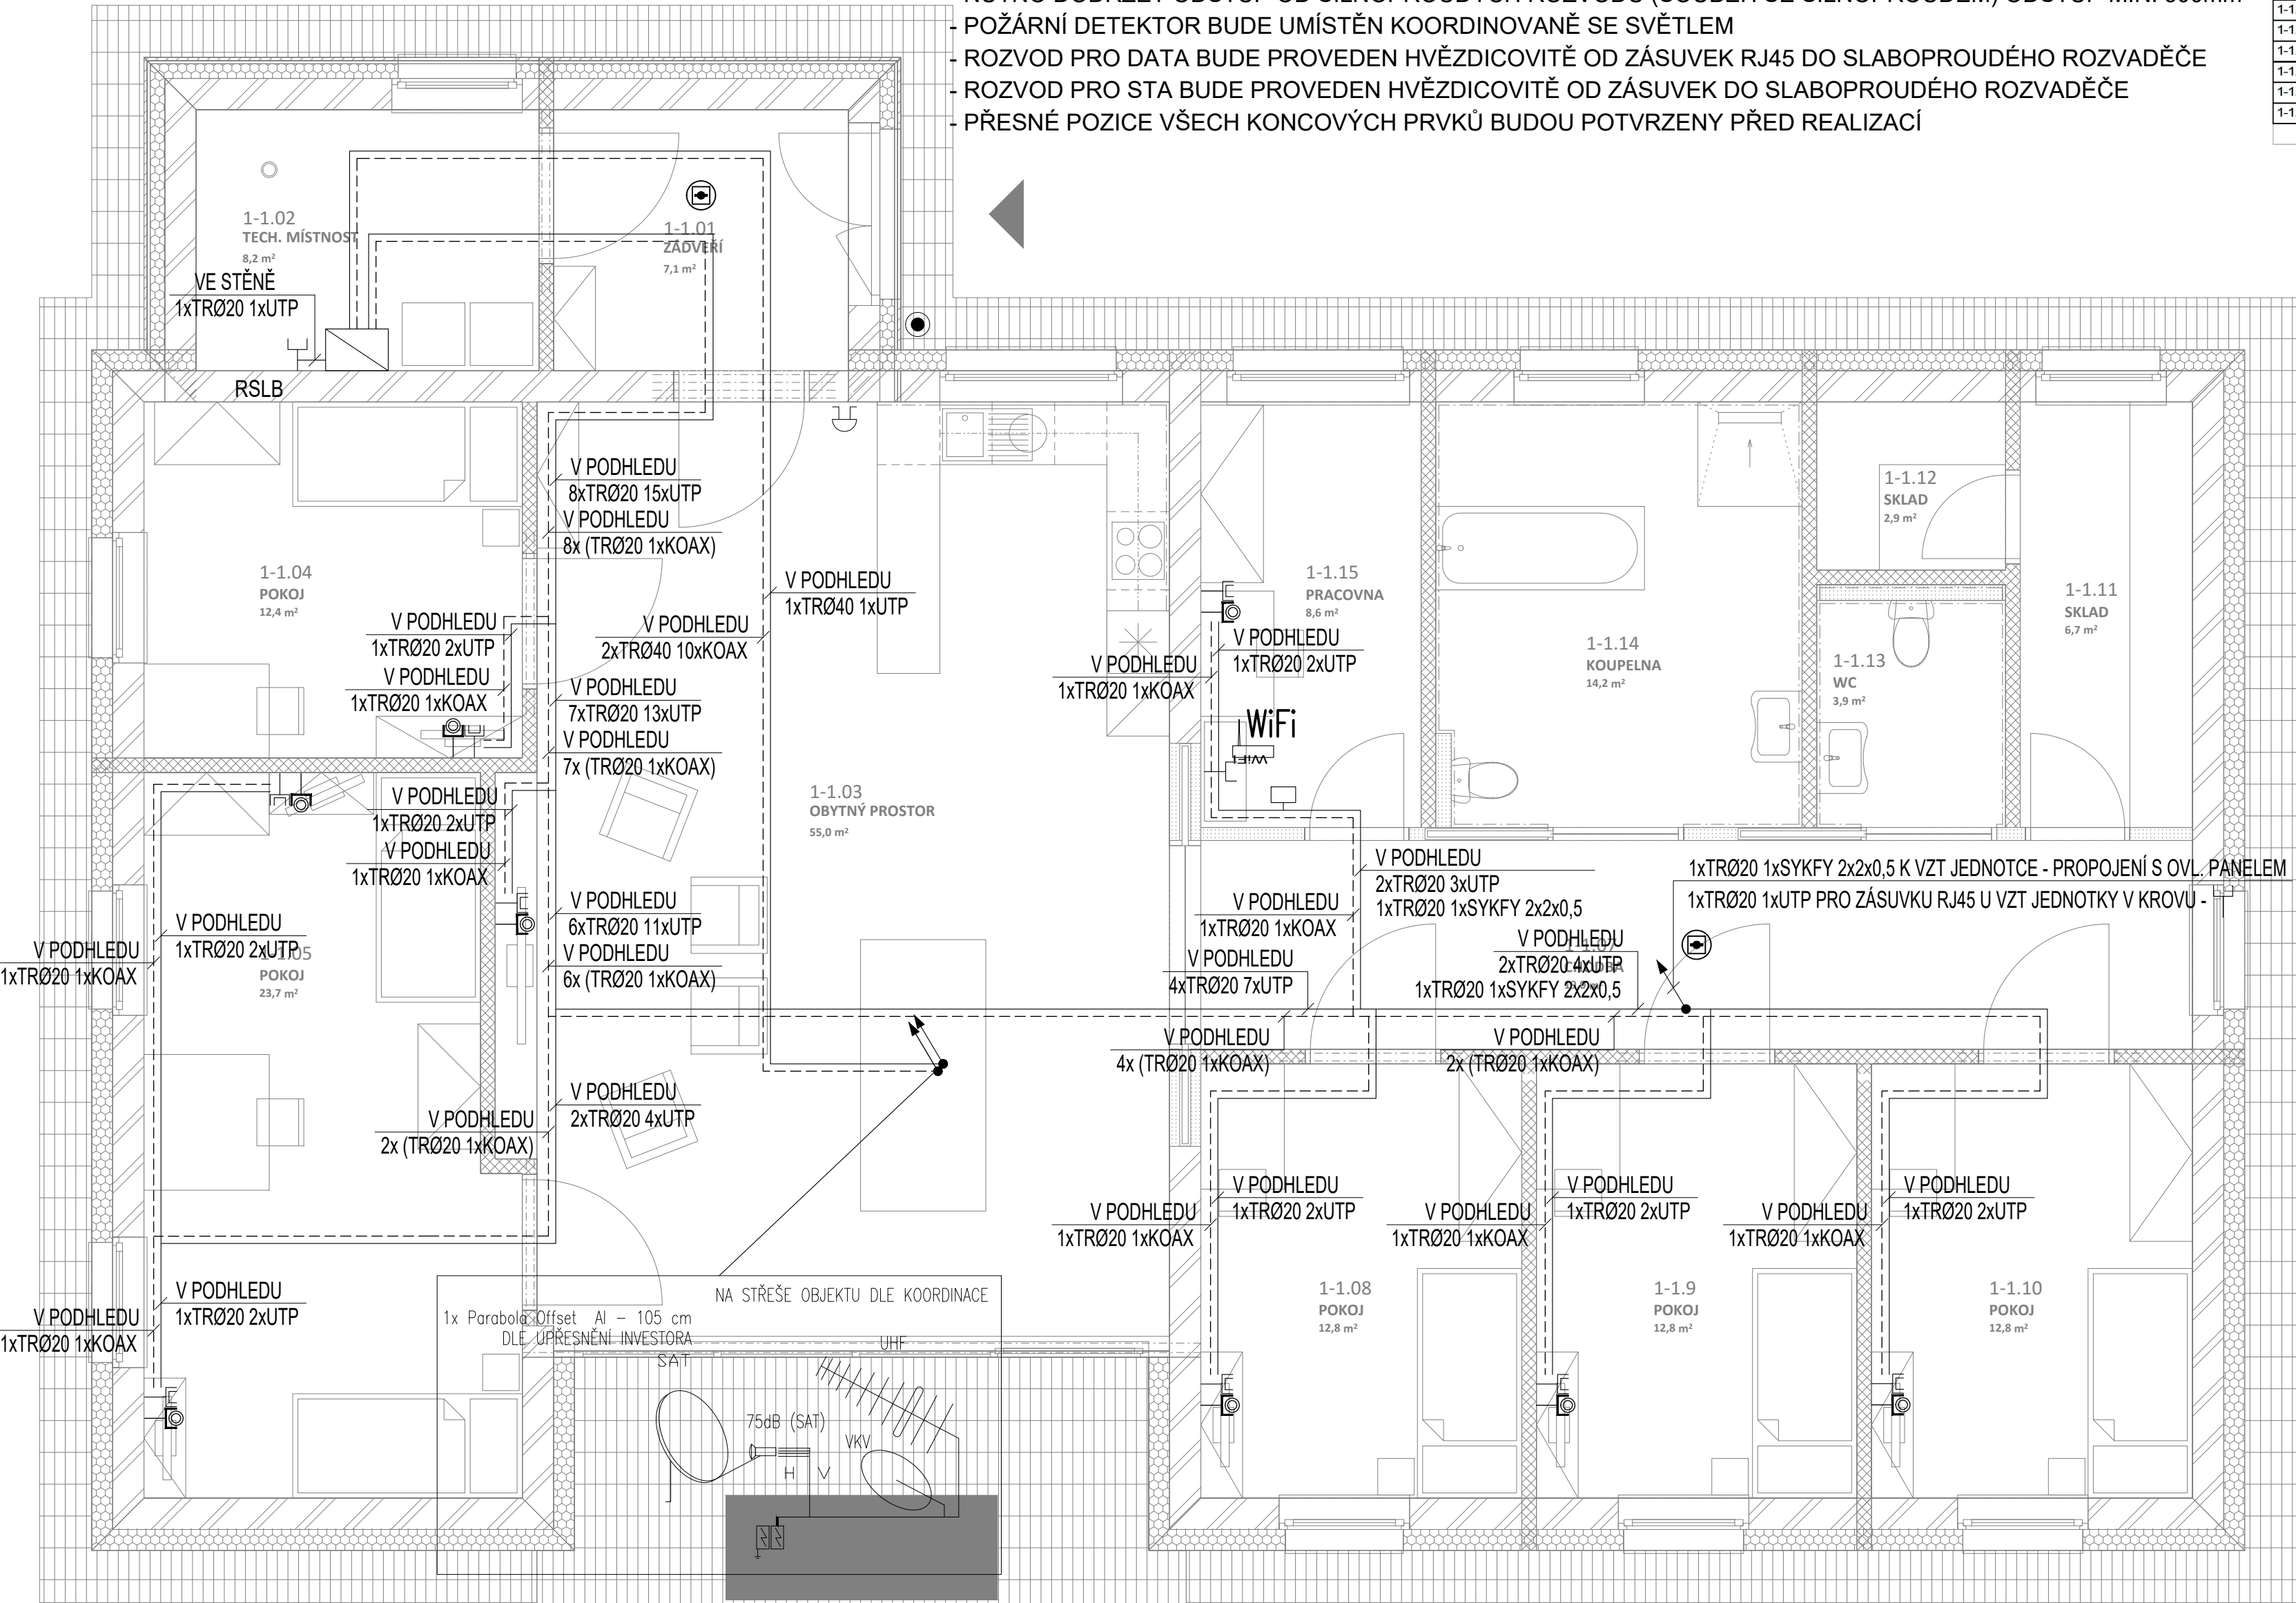 - POŽÁRNÍ DETEKTOR BUDE UMÍSTĚN KOORDINOVANĚ SE SVĚTLEM
- ROZVOD PRO DATA BUDE PROVEDEN HVĚZDICOVITĚ OD ZÁSUVEK RJ45 DO SLABOPROUDÉHO ROZVADĚČE
- ROZVOD PRO STA BUDE PROVEDEN HVĚZDICOVITĚ OD ZÁSUVEK DO SLABOPROUDÉHO ROZVADĚČE
- PŘESNÉ POZICE VŠECH KONCOVÝCH PRVKŮ BUDOU POTVRZENY PŘED REALIZACÍ
1-1.02
TECH. MÍSTNOST
8,2 m²
1-1.01
ZÁDVEŘÍ
7,1 m²
VE STĚNĚ
1xTRØ20 1xUTP
RSLB
V PODHLEDU
8xTRØ20 15xUTP
V PODHLEDU
8x (TRØ20 1xKOAX)
1-1.04
POKOJ
12,4 m²
V PODHLEDU
1xTRØ20 2xUTP
V PODHLEDU
1xTRØ20 1xKOAX
V PODHLEDU
1xTRØ40 1xUTP
V PODHLEDU
2xTRØ40 10xKOAX
V PODHLEDU
7xTRØ20 13xUTP
V PODHLEDU
7x (TRØ20 1xKOAX)
1-1.03
OBYTNÝ PROSTOR
55,0 m²
V PODHLEDU
1xTRØ20 2xUTP
V PODHLEDU
1xTRØ20 1xKOAX
1-1.15
PRACOVNA
8,6 m²
V PODHLEDU
1xTRØ20 2xUTP
V PODHLEDU
1xTRØ20 1xKOAX
WiFi
WiFi
1-1.14
KOUPELNA
14,2 m²
1-1.12
SKLAD
2,9 m²
1-1.13
WC
3,9 m²
1-1.11
SKLAD
6,7 m²
V PODHLEDU
1xTRØ20 2xUTP
V PODHLEDU
1xTRØ20 1xKOAX
1-1.05
POKOJ
23,7 m²
V PODHLEDU
6xTRØ20 11xUTP
V PODHLEDU
6x (TRØ20 1xKOAX)
V PODHLEDU
2xTRØ20 3xUTP
1xTRØ20 1xSYKFY 2x2x0,5
V PODHLEDU
1xTRØ20 1xKOAX
V PODHLEDU
4xTRØ20 7xUTP
1xTRØ20 1xSYKFY 2x2x0,5 K VZT JEDNOTCE - PROPOJENÍ S OVL. PANELEM
1xTRØ20 1xUTP PRO ZÁSUVKU RJ45 U VZT JEDNOTKY V KROVU -
1-1.07
CHODBA
V PODHLEDU
2xTRØ20 4xUTP
1xTRØ20 1xSYKFY 2x2x0,5
V PODHLEDU
4x (TRØ20 1xKOAX)
V PODHLEDU
2x (TRØ20 1xKOAX)
V PODHLEDU
2xTRØ20 4xUTP
V PODHLEDU
2x (TRØ20 1xKOAX)
V PODHLEDU
1xTRØ20 2xUTP
V PODHLEDU
1xTRØ20 1xKOAX
V PODHLEDU
1xTRØ20 2xUTP
V PODHLEDU
1xTRØ20 1xKOAX
V PODHLEDU
1xTRØ20 2xUTP
V PODHLEDU
1xTRØ20 1xKOAX
V PODHLEDU
1xTRØ20 2xUTP
V PODHLEDU
1xTRØ20 1xKOAX
1-1.08
POKOJ
12,8 m²
1-1.9
POKOJ
12,8 m²
1-1.10
POKOJ
12,8 m²
NA STŘEŠE OBJEKTU DLE KOORDINACE
1x Parabola Offset Al – 105 cm
DLE UPŘESNĚNÍ INVESTORA
SAT
UHF
75dB (SAT)
VKV
H V